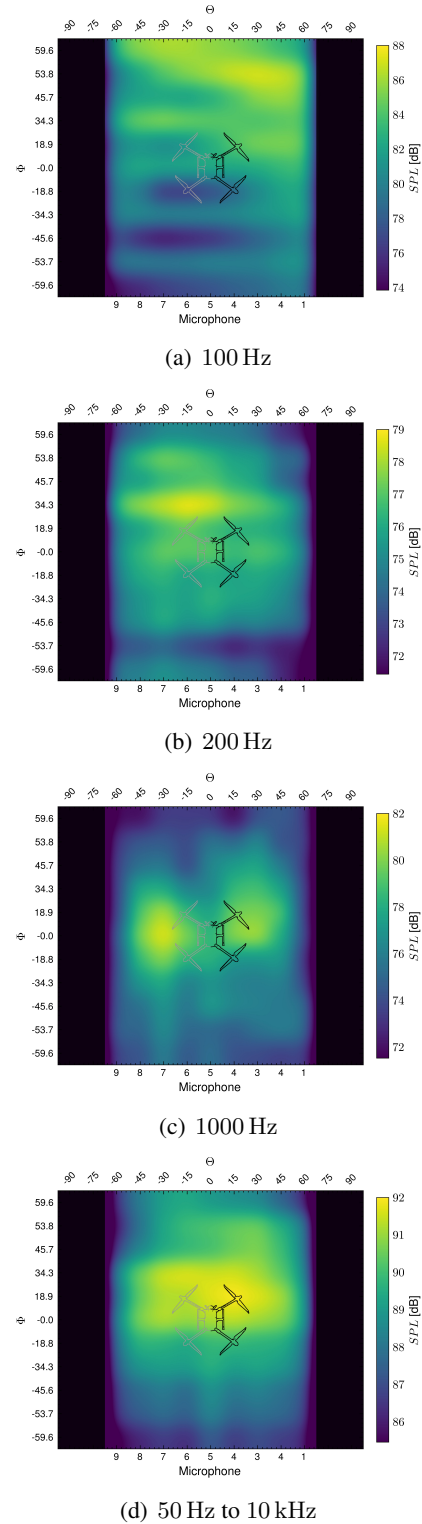 Θ
-90 -75 -60 -45 -30 -15 0 15 30 45 60 75 90
59.6
53.8
45.7
34.3
18.9
-0.0
-18.8
-34.3
-45.6
-53.7
-59.6
Φ
9 8 7 6 5 4 3 1
Microphone
88
86
84
82
80
78
76
74
SPL [dB]
(a) 100 Hz
Θ
-90 -75 -60 -45 -30 -15 0 15 30 45 60 75 90
59.6
53.8
45.7
34.3
18.9
-0.0
-18.8
-34.3
-45.6
-53.7
-59.6
Φ
9 8 7 6 5 4 3 1
Microphone
79
78
77
76
75
74
73
72
SPL [dB]
(b) 200 Hz
Θ
-90 -75 -60 -45 -30 -15 0 15 30 45 60 75 90
59.6
53.8
45.7
34.3
18.9
-0.0
-18.8
-34.3
-45.6
-53.7
-59.6
Φ
9 8 7 6 5 4 3 1
Microphone
82
80
78
76
74
72
SPL [dB]
(c) 1000 Hz
Θ
-90 -75 -60 -45 -30 -15 0 15 30 45 60 75 90
59.6
53.8
45.7
34.3
18.9
-0.0
-18.8
-34.3
-45.6
-53.7
-59.6
Φ
9 8 7 6 5 4 3 1
Microphone
92
91
90
89
88
87
86
SPL [dB]
(d) 50 Hz to 10 kHz